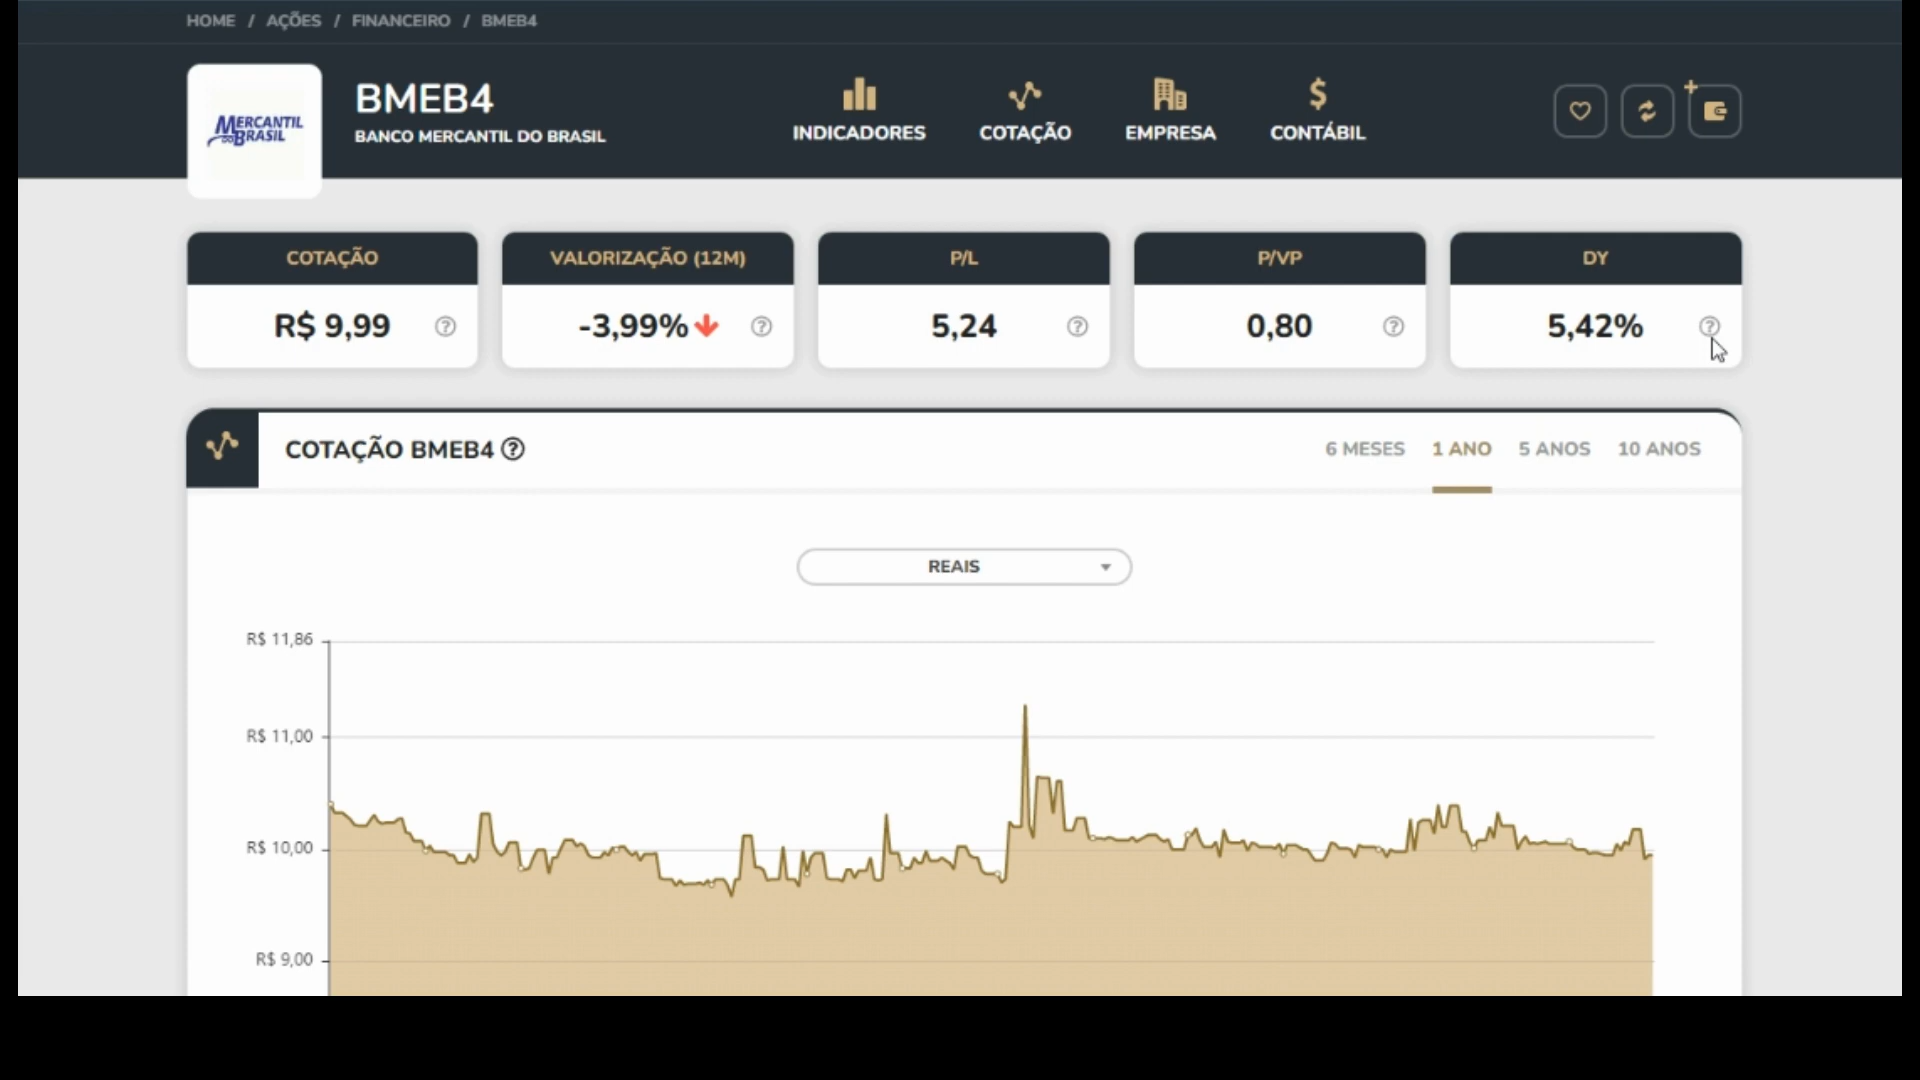 HOME / AÇÕES / FINANCEIRO / BMEB4
MERCANTIL
DO BRASIL
BMEB4
BANCO MERCANTIL DO BRASIL
INDICADORES
COTAÇÃO
EMPRESA
CONTÁBIL
COTAÇÃO
R$ 9,99
VALORIZAÇÃO (12M)
-3,99%
P/L
5,24
P/VP
0,80
DY
5,42%
COTAÇÃO BMEB4
6 MESES 1 ANO 5 ANOS 10 ANOS
REAIS
R$ 11,86
R$ 11,00
R$ 10,00
R$ 9,00